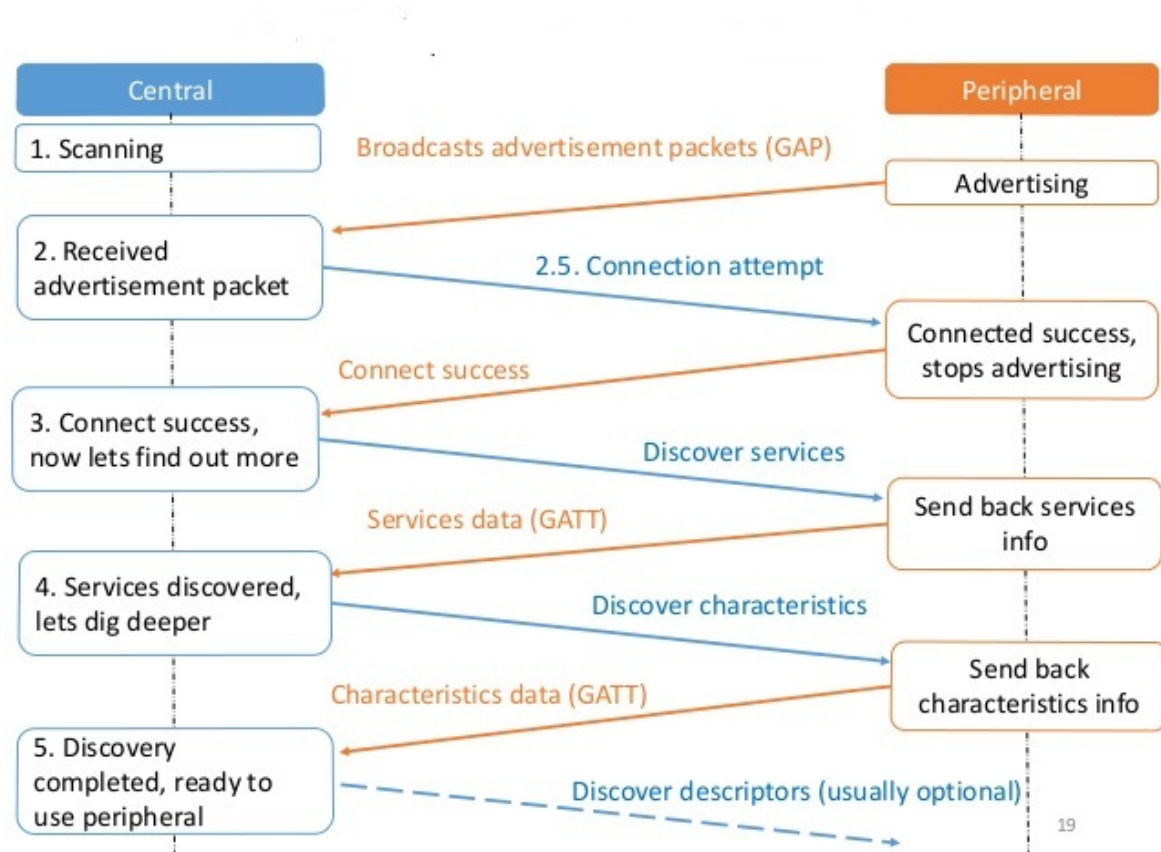 Central
Peripheral
1. Scanning
Broadcasts advertisement packets (GAP)
Advertising
2. Received
advertisement packet
2.5. Connection attempt
Connected success,
stops advertising
Connect success
3. Connect success,
now lets find out more
Discover services
Send back services
info
Services data (GATT)
4. Services discovered,
lets dig deeper
Discover characteristics
Send back
characteristics info
Characteristics data (GATT)
5. Discovery
completed, ready to
use peripheral
Discover descriptors (usually optional)
19